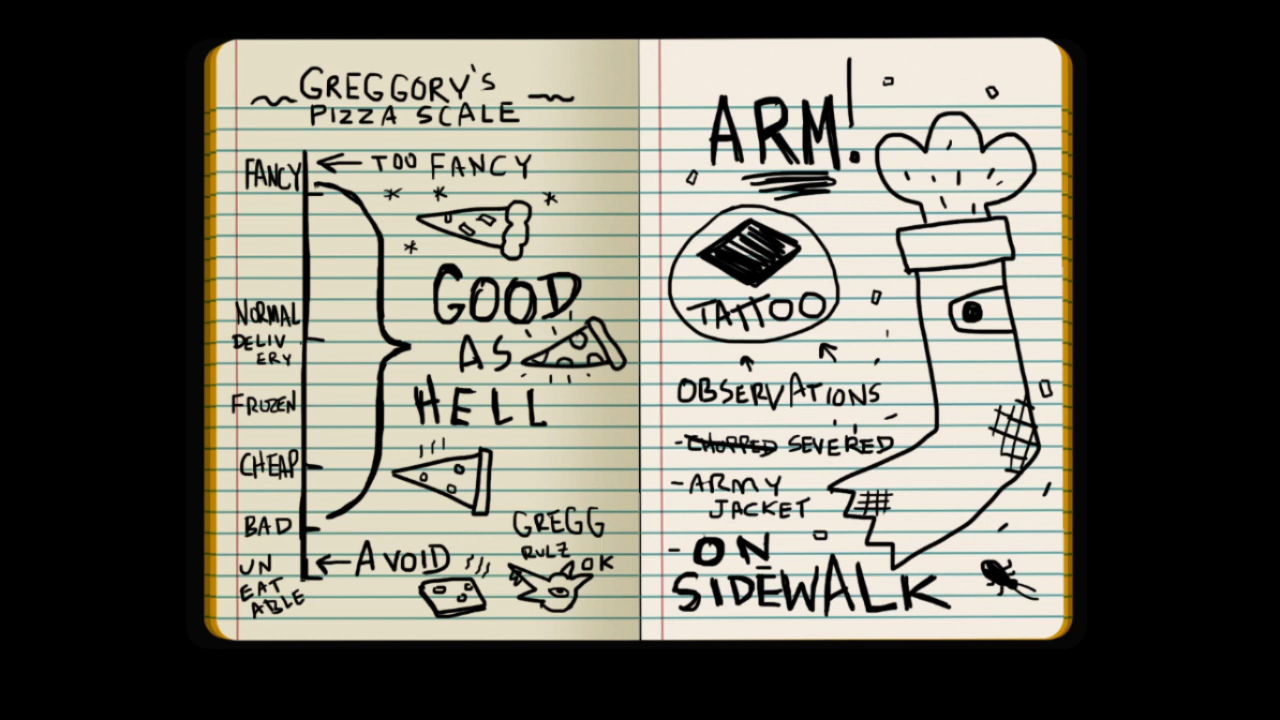 GREGGORY'S
PIZZA SCALE
FANCY
← TOO FANCY
GOOD
AS
HELL
NORMAL
DELIV
ERY
FROZEN
CHEAP
BAD
UN
EAT
ABLE
← AVOID
GREGG
RULZ
OK
ARM!
TATTOO
OBSERVATIONS
- CHOPPED SEVERED
- ARMY
JACKET
- ON
SIDEWALK